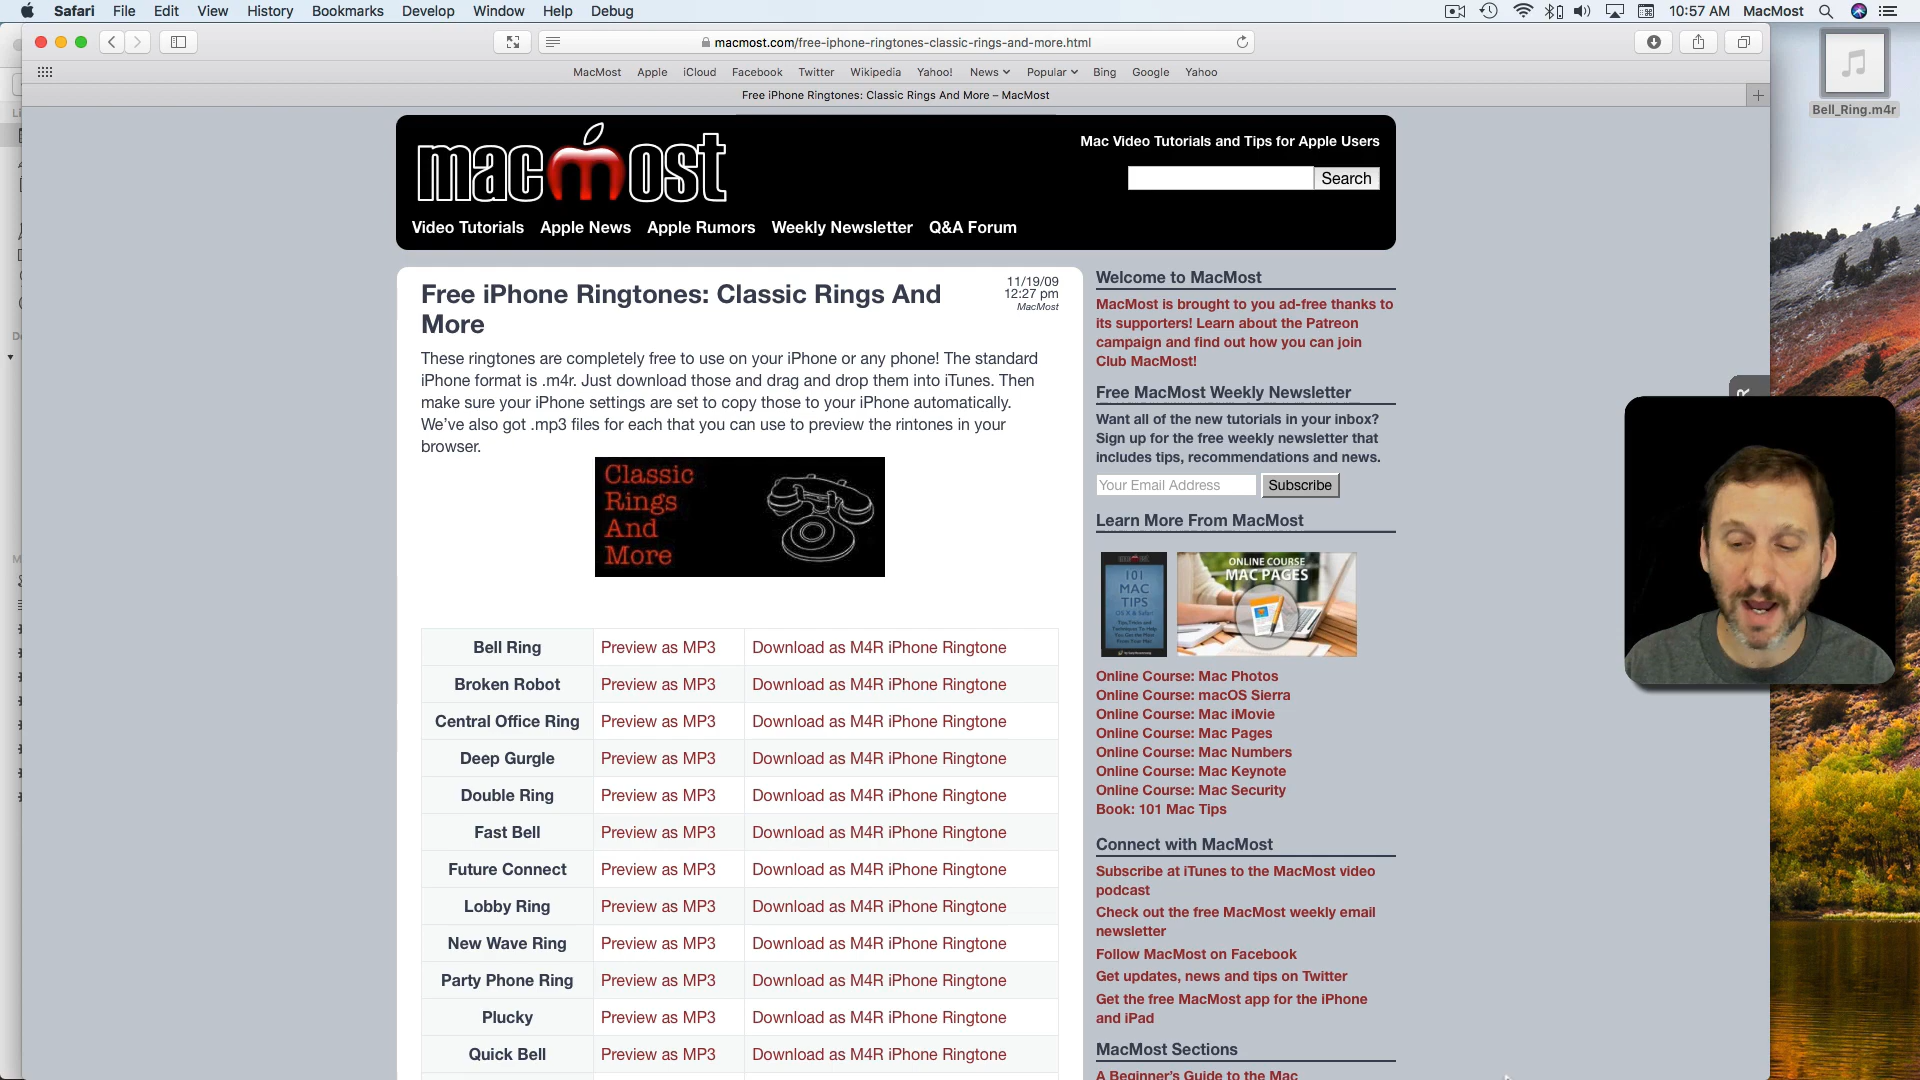 Safari File Edit View History Bookmarks Develop Window Help Debug
10:57 AM MacMost
macmost.com/free-iphone-ringtones-classic-rings-and-more.html
MacMost Apple iCloud Facebook Twitter Wikipedia Yahoo! News Popular Bing Google Yahoo
Free iPhone Ringtones: Classic Rings And More – MacMost
Bell_Ring.m4r
macmost
Mac Video Tutorials and Tips for Apple Users
Search
Video Tutorials Apple News Apple Rumors Weekly Newsletter Q&A Forum
Free iPhone Ringtones: Classic Rings And
More
11/19/09
12:27 pm
MacMost
These ringtones are completely free to use on your iPhone or any phone! The standard
iPhone format is .m4r. Just download those and drag and drop them into iTunes. Then
make sure your iPhone settings are set to copy those to your iPhone automatically.
We've also got .mp3 files for each that you can use to preview the rintones in your
browser.
Classic
Rings
And
More
Bell Ring Preview as MP3 Download as M4R iPhone Ringtone
Broken Robot Preview as MP3 Download as M4R iPhone Ringtone
Central Office Ring Preview as MP3 Download as M4R iPhone Ringtone
Deep Gurgle Preview as MP3 Download as M4R iPhone Ringtone
Double Ring Preview as MP3 Download as M4R iPhone Ringtone
Fast Bell Preview as MP3 Download as M4R iPhone Ringtone
Future Connect Preview as MP3 Download as M4R iPhone Ringtone
Lobby Ring Preview as MP3 Download as M4R iPhone Ringtone
New Wave Ring Preview as MP3 Download as M4R iPhone Ringtone
Party Phone Ring Preview as MP3 Download as M4R iPhone Ringtone
Plucky Preview as MP3 Download as M4R iPhone Ringtone
Quick Bell Preview as MP3 Download as M4R iPhone Ringtone
Welcome to MacMost
MacMost is brought to you ad-free thanks to
its supporters! Learn about the Patreon
campaign and find out how you can join
Club MacMost!
Free MacMost Weekly Newsletter
Want all of the new tutorials in your inbox?
Sign up for the free weekly newsletter that
includes tips, recommendations and news.
Your Email Address Subscribe
Learn More From MacMost
101
MAC
TIPS
ONLINE COURSE
MAC PAGES
Online Course: Mac Photos
Online Course: macOS Sierra
Online Course: Mac iMovie
Online Course: Mac Pages
Online Course: Mac Numbers
Online Course: Mac Keynote
Online Course: Mac Security
Book: 101 Mac Tips
Connect with MacMost
Subscribe at iTunes to the MacMost video
podcast
Check out the free MacMost weekly email
newsletter
Follow MacMost on Facebook
Get updates, news and tips on Twitter
Get the free MacMost app for the iPhone
and iPad
MacMost Sections
A Beginner's Guide to the Mac